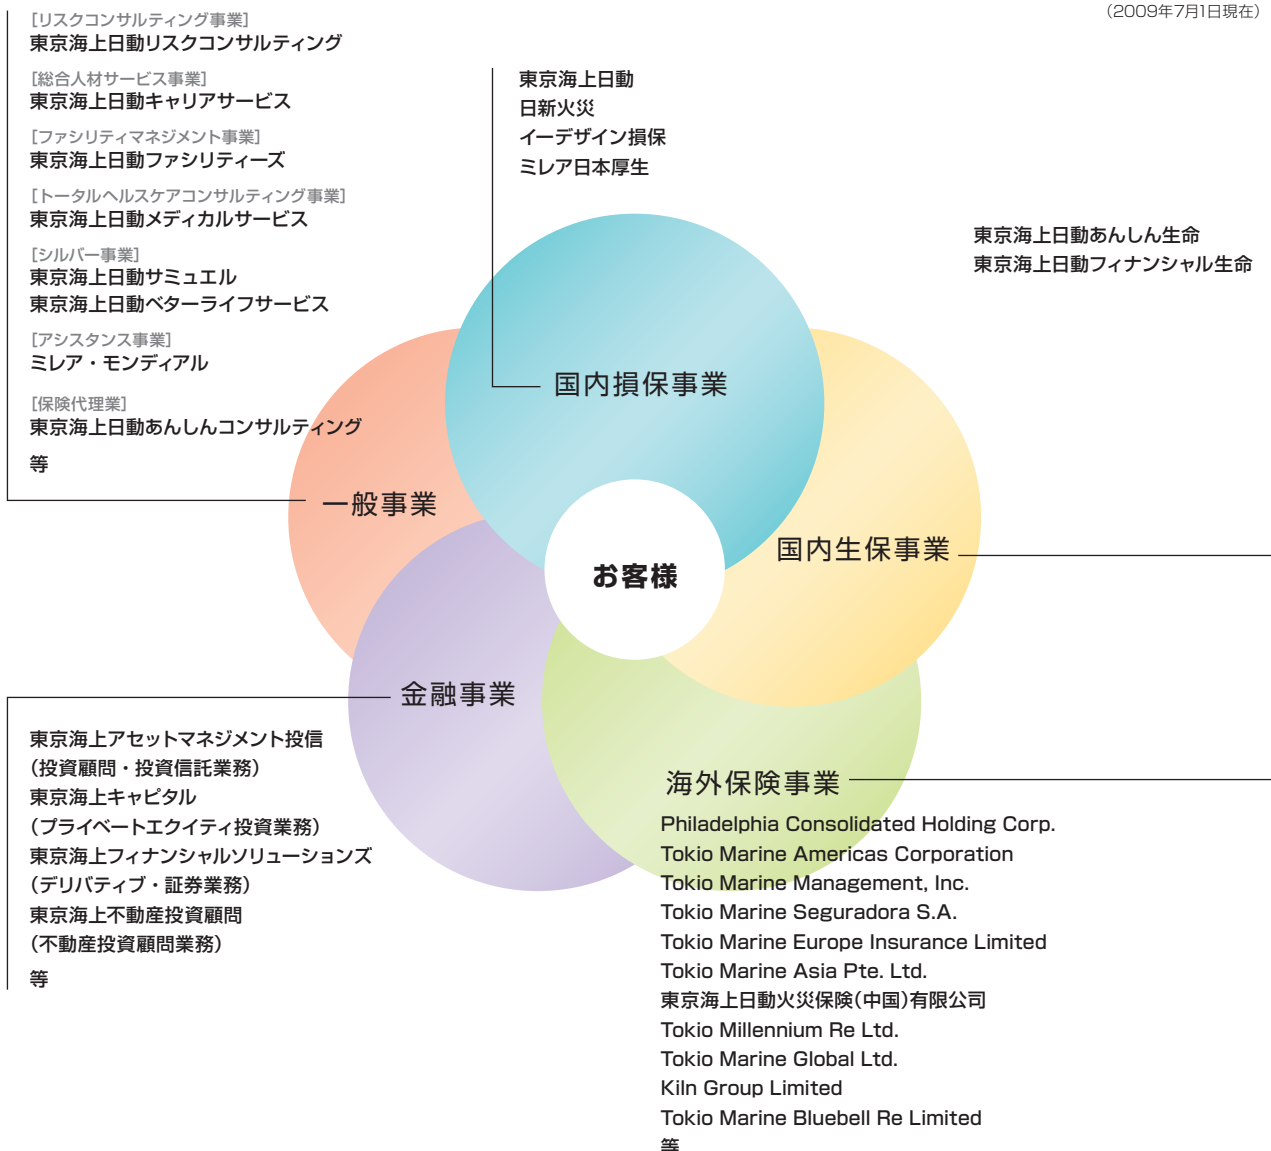 （2009年7月1日現在）
［リスクコンサルティング事業］
東京海上日動リスクコンサルティング
［総合人材サービス事業］
東京海上日動キャリアサービス
［ファシリティマネジメント事業］
東京海上日動ファシリティーズ
［トータルヘルスケアコンサルティング事業］
東京海上日動メディカルサービス
［シルバー事業］
東京海上日動サミュエル
東京海上日動ベターライフサービス
［アシスタンス事業］
ミレア・モンディアル
［保険代理業］
東京海上日動あんしんコンサルティング
等
一般事業
東京海上日動
日新火災
イーデザイン損保
ミレア日本厚生
国内損保事業
東京海上日動あんしん生命
東京海上日動フィナンシャル生命
国内生保事業
お客様
金融事業
東京海上アセットマネジメント投信
（投資顧問・投資信託業務）
東京海上キャピタル
（プライベートエクイティ投資業務）
東京海上フィナンシャルソリューションズ
（デリバティブ・証券業務）
東京海上不動産投資顧問
（不動産投資顧問業務）
等
海外保険事業
Philadelphia Consolidated Holding Corp.
Tokio Marine Americas Corporation
Tokio Marine Management, Inc.
Tokio Marine Seguradora S.A.
Tokio Marine Europe Insurance Limited
Tokio Marine Asia Pte. Ltd.
東京海上日動火災保険（中国）有限公司
Tokio Millennium Re Ltd.
Tokio Marine Global Ltd.
Kiln Group Limited
Tokio Marine Bluebell Re Limited
等